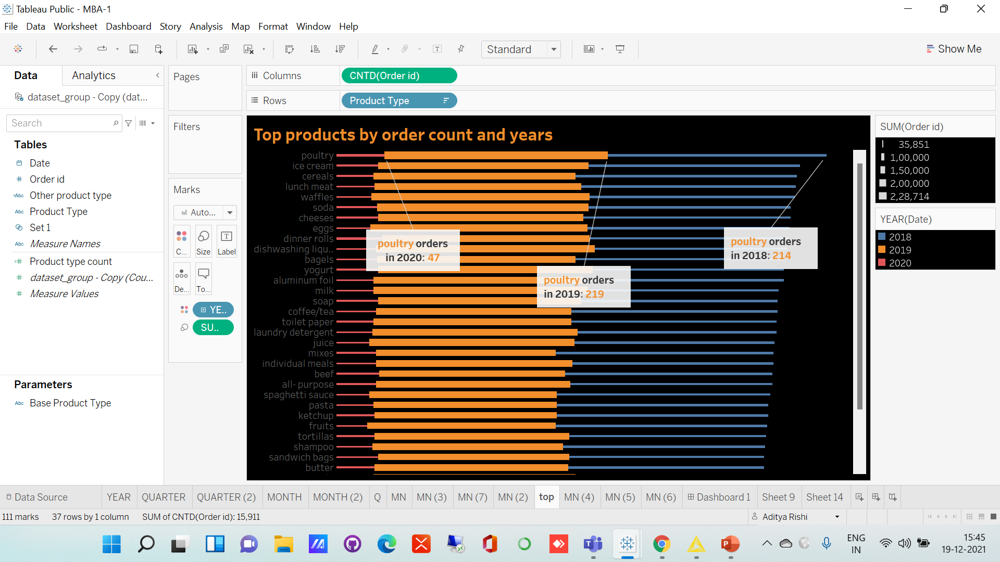 Tableau Public - MBA-1
File Data Worksheet Dashboard Story Analysis Map Format Window Help
Standard
Show Me
Data Analytics
dataset_group - Copy (dat...
Search
Tables
Date
Order id
=Abc Other product type
Abc Product Type
Set 1
Abc Measure Names
Product type count
dataset_group - Copy (Cou...
Measure Values
Parameters
Abc Base Product Type
Pages
Filters
Marks
Auto...
C... Size Label
De... To...
YE..
SU..
Columns CNTD(Order id)
Rows Product Type
Top products by order count and years
poultry
ice cream
cereals
lunch meat
waffles
soda
cheeses
eggs
dinner rolls
dishwashing liqu..
bagels
yogurt
aluminum foil
milk
soap
coffee/tea
toilet paper
laundry detergent
juice
mixes
individual meals
beef
all- purpose
spaghetti sauce
pasta
ketchup
fruits
tortillas
shampoo
sandwich bags
butter
poultry orders
in 2020: 47
poultry orders
in 2019: 219
poultry orders
in 2018: 214
SUM(Order id)
35,851
1,00,000
1,50,000
2,00,000
2,28,714
YEAR(Date)
2018
2019
2020
Data Source YEAR QUARTER QUARTER (2) MONTH MONTH (2) Q MN MN (3) MN (7) MN (2) top MN (4) MN (5) MN (6) Dashboard 1 Sheet 9 Sheet 14
111 marks 37 rows by 1 column SUM of CNTD(Order id): 15,911
Aditya Rishi
ENG
IN
15:45
19-12-2021